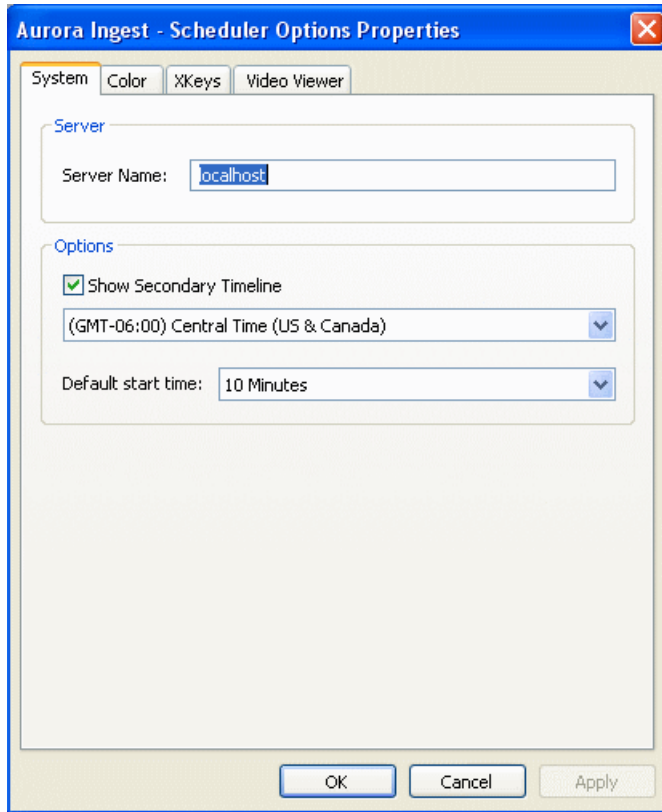 Aurora Ingest - Scheduler Options Properties
System Color XKeys Video Viewer
Server
Server Name: localhost
Options
Show Secondary Timeline
(GMT-06:00) Central Time (US & Canada)
Default start time: 10 Minutes
OK Cancel Apply